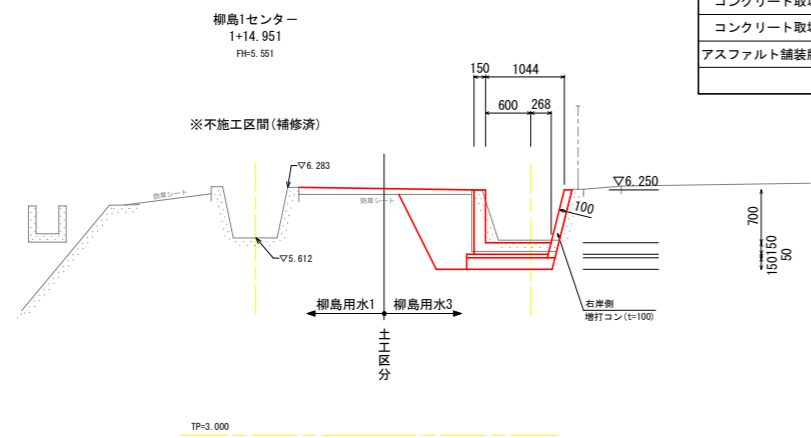 コンクリート取壊
コンクリート取壊
アスファルト舗装版
柳島1センター
1+14.951
FH=5.551
150
1044
600
268
※不施工区間(補修済)
▽6.283
▽6.250
防草シート
防草シート
100
700
150
150
50
▽5.612
柳島用水1
柳島用水3
右岸側
増打コン(t=100)
土工区分
TP=3.000